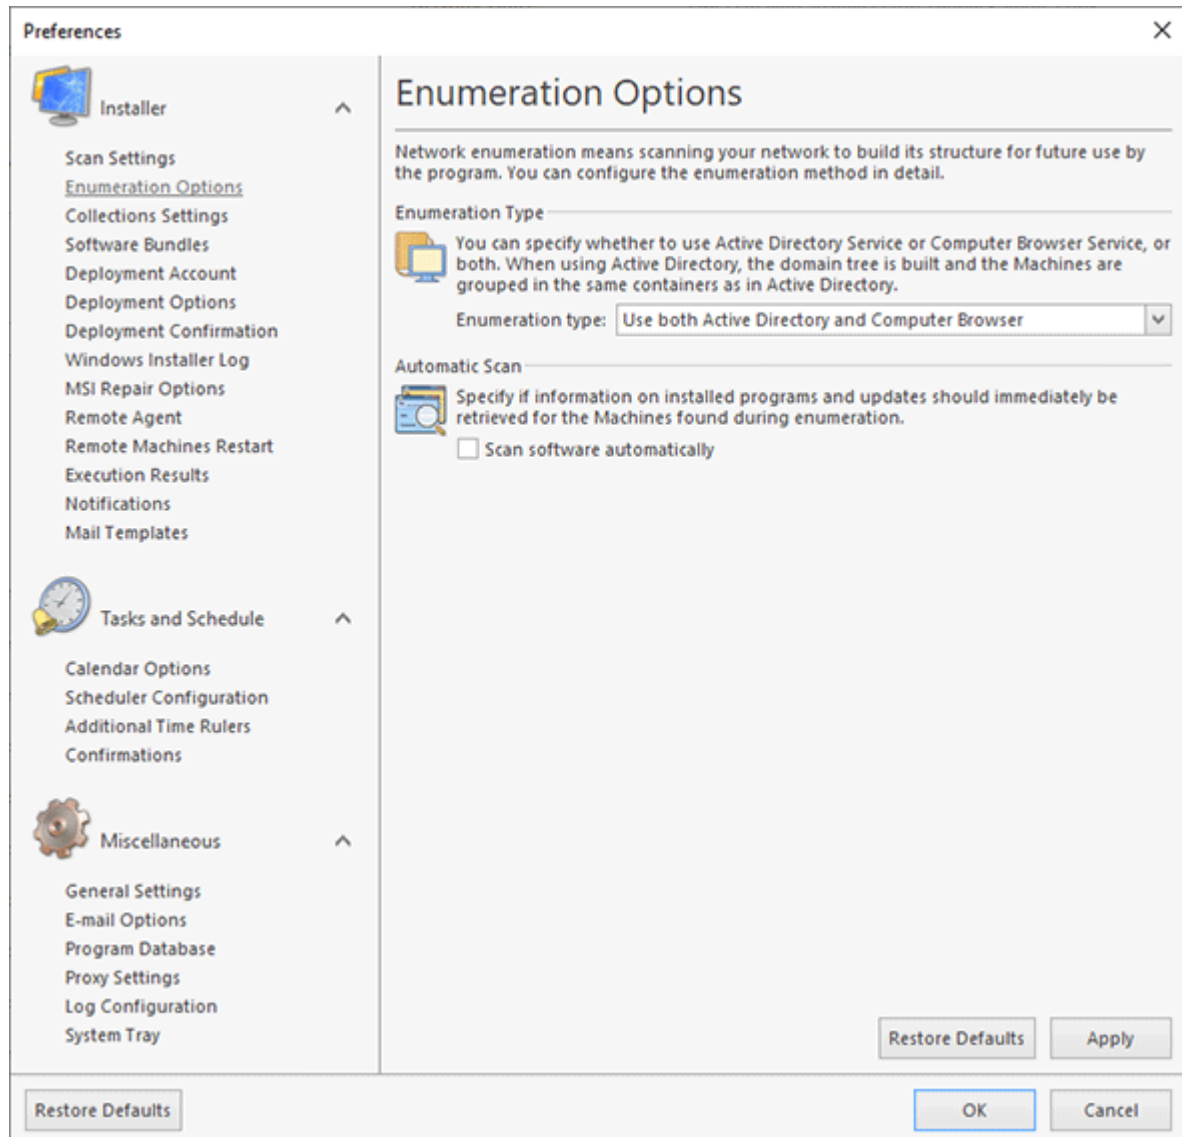 Preferences
Installer
Scan Settings
Enumeration Options
Collections Settings
Software Bundles
Deployment Account
Deployment Options
Deployment Confirmation
Windows Installer Log
MSI Repair Options
Remote Agent
Remote Machines Restart
Execution Results
Notifications
Mail Templates
Tasks and Schedule
Calendar Options
Scheduler Configuration
Additional Time Rulers
Confirmations
Miscellaneous
General Settings
E-mail Options
Program Database
Proxy Settings
Log Configuration
System Tray
Enumeration Options
Network enumeration means scanning your network to build its structure for future use by
the program. You can configure the enumeration method in detail.
Enumeration Type
You can specify whether to use Active Directory Service or Computer Browser Service, or
both. When using Active Directory, the domain tree is built and the Machines are
grouped in the same containers as in Active Directory.
Enumeration type: Use both Active Directory and Computer Browser
Automatic Scan
Specify if information on installed programs and updates should immediately be
retrieved for the Machines found during enumeration.
Scan software automatically
Restore Defaults Apply
Restore Defaults OK Cancel